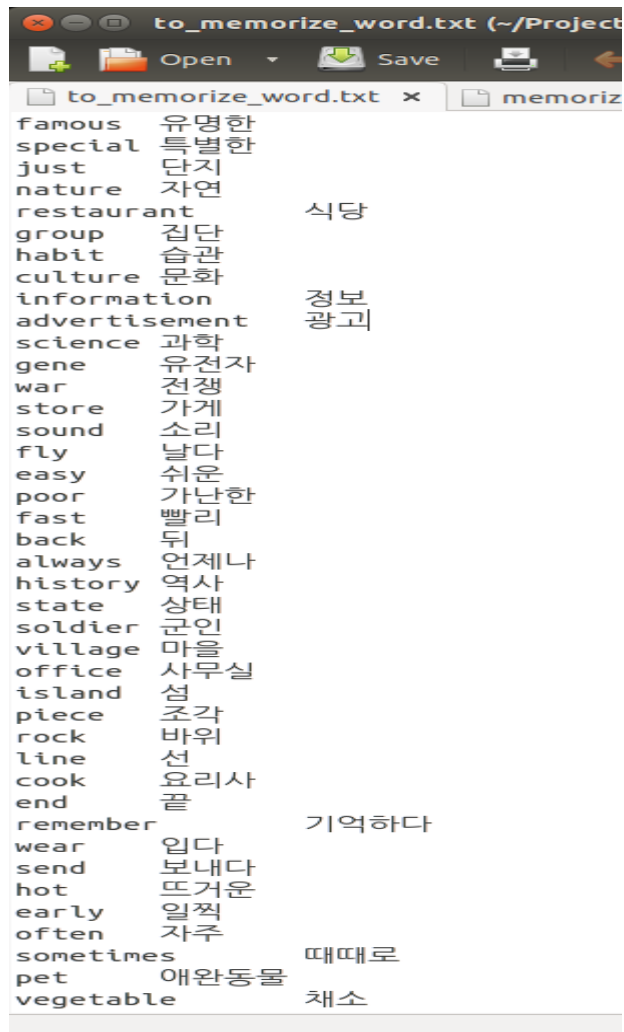 to_memorize_word.txt (~/Project
Open Save
to_memorize_word.txt × memoriz
famous 유명한
special 특별한
just 단지
nature 자연
restaurant 식당
group 집단
habit 습관
culture 문화
information 정보
advertisement 광고
science 과학
gene 유전자
war 전쟁
store 가게
sound 소리
fly 날다
easy 쉬운
poor 가난한
fast 빨리
back 뒤
always 언제나
history 역사
state 상태
soldier 군인
village 마을
office 사무실
island 섬
piece 조각
rock 바위
line 선
cook 요리사
end 끝
remember 기억하다
wear 입다
send 보내다
hot 뜨거운
early 일찍
often 자주
sometimes 때때로
pet 애완동물
vegetable 채소